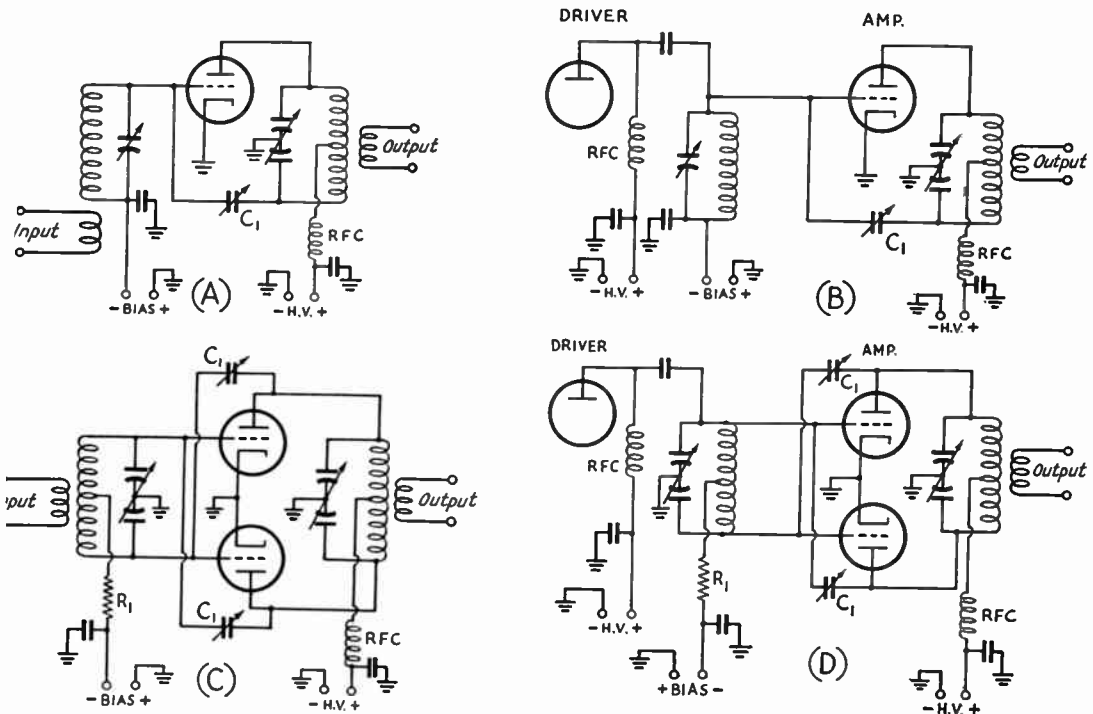 Output
C1
Input
RFC
(A)
- BIAS +
- H.V. +
DRIVER
AMP.
RFC
Output
C1
RFC
(B)
- H.V. +
- BIAS +
- H.V. +
C1
Output
put
R1
C1
RFC
(C)
- BIAS +
- H.V. +
DRIVER
AMP.
C1
RFC
Output
R1
C1
RFC
- H.V. +
(D)
+ BIAS -
- H.V. +